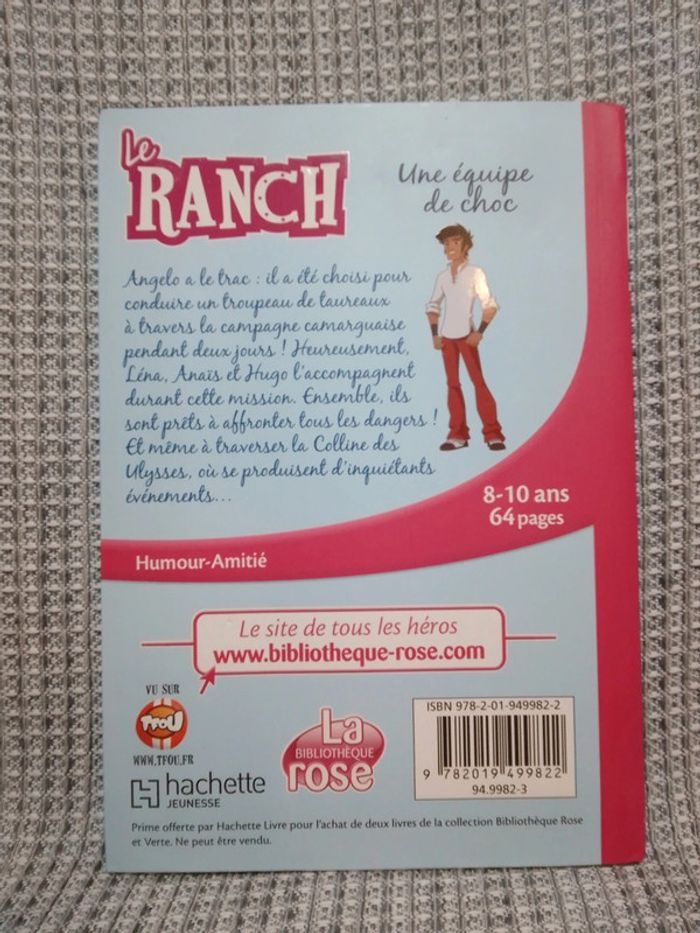 Le
RANCH
Une équipe
de choc
Angelo a le trac : il a été choisi pour
conduire un troupeau de taureaux
à travers la campagne camarguaise
pendant deux jours ! Heureusement,
Léna, Anaïs et Hugo l'accompagnent
durant cette mission. Ensemble, ils
sont prêts à affronter tous les dangers !
Et même à traverser la Colline des
Ulysses, où se produisent d'inquiétants
événements...
8-10 ans
64 pages
Humour-Amitié
Le site de tous les héros
www.bibliotheque-rose.com
VU SUR
TFOU
WWW.TFOU.FR
hachette
JEUNESSE
La
BIBLIOTHÈQUE
rose
ISBN 978-2-01-949982-2
9 782019 499822
94.9982-3
Prime offerte par Hachette Livre pour l'achat de deux livres de la collection Bibliothèque Rose
et Verte. Ne peut être vendu.